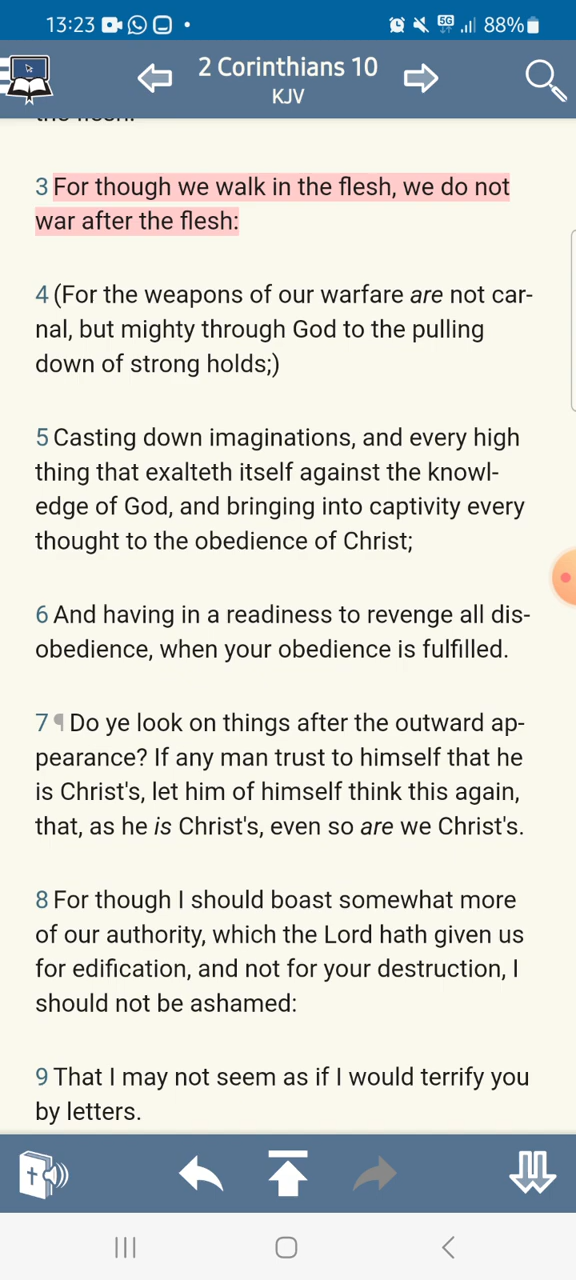 13:23 88%
5G
2 Corinthians 10
KJV
the flesh.
3 For though we walk in the flesh, we do not
war after the flesh:
4 (For the weapons of our warfare are not car-
nal, but mighty through God to the pulling
down of strong holds;)
5 Casting down imaginations, and every high
thing that exalteth itself against the knowl-
edge of God, and bringing into captivity every
thought to the obedience of Christ;
6 And having in a readiness to revenge all dis-
obedience, when your obedience is fulfilled.
7 ¶ Do ye look on things after the outward ap-
pearance? If any man trust to himself that he
is Christ's, let him of himself think this again,
that, as he is Christ's, even so are we Christ's.
8 For though I should boast somewhat more
of our authority, which the Lord hath given us
for edification, and not for your destruction, I
should not be ashamed:
9 That I may not seem as if I would terrify you
by letters.